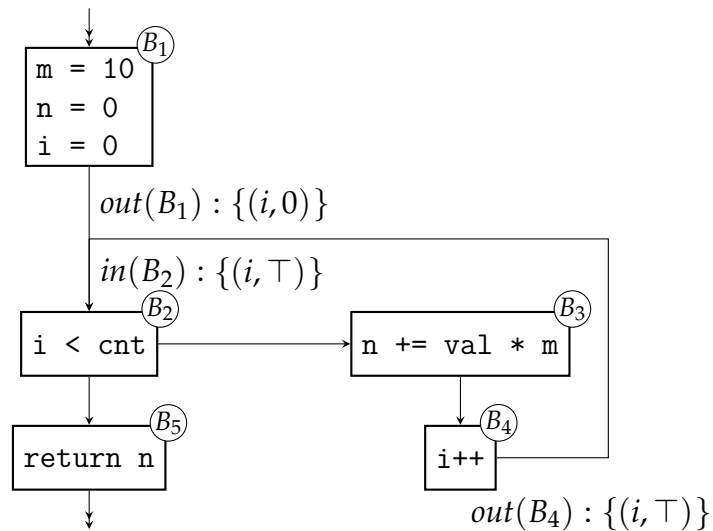 B₁
m = 10
n = 0
i = 0
out(B₁) : {(i, 0)}
in(B₂) : {(i, ⊤)}
B₂
i < cnt
B₃
n += val * m
B₅
return n
B₄
i++
out(B₄) : {(i, ⊤)}